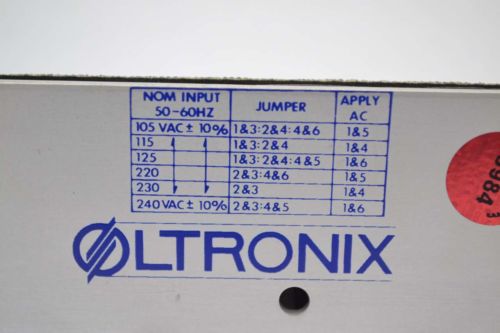 NOM INPUT JUMPER APPLY
50-60HZ AC
105 VAC ± 10% 1&3:2&4:4&6 1&5
115 1&3:2&4 1&4
125 1&3:2&4:4&5 1&6
220 2&3:4&6 1&5
230 2&3 1&4
240 VAC ± 10% 2&3:4&5 1&6
OLTRONIX
984